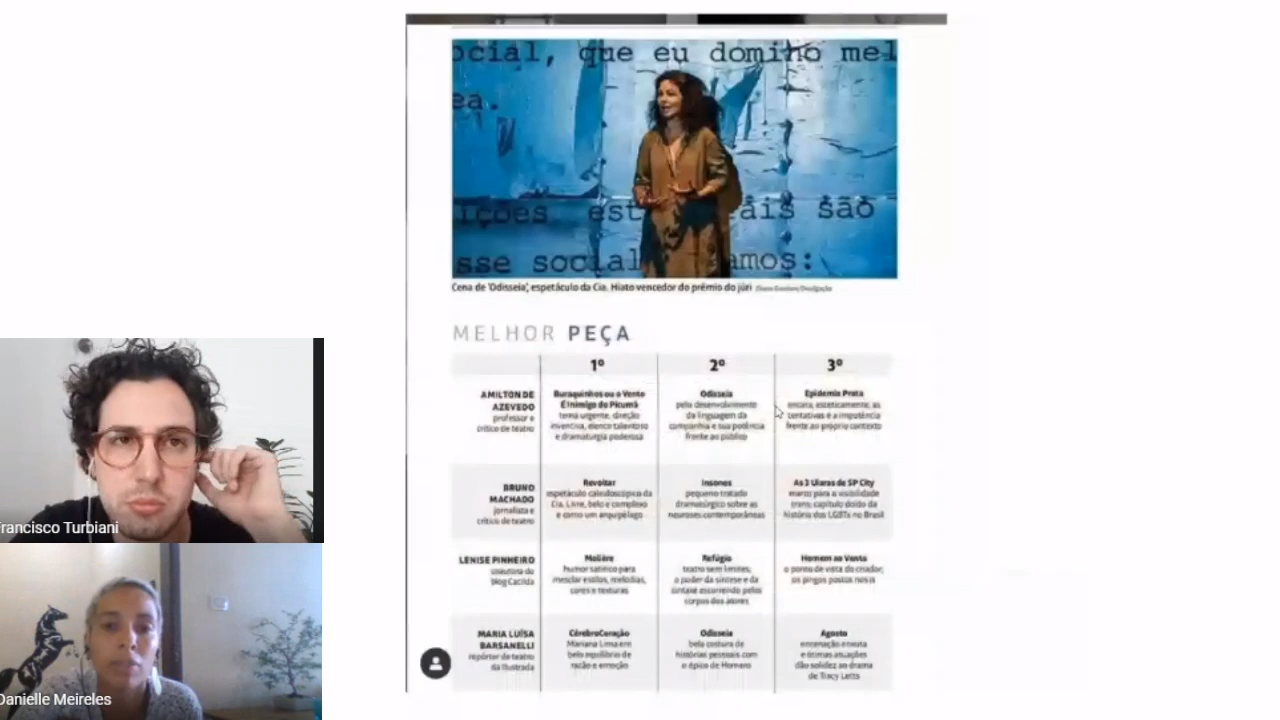 ocial, que eu domino mel
ea.
ições est ais são
sse social amos:
Cena de 'Odisseia', espetáculo da Cia. Hiato vencedor do prêmio do júri
MELHOR PEÇA
1º 2º 3º
AMILTON DE
AZEVEDO
professor e
crítico de teatro
Buraquinhos ou o Vento
É Inimigo do Picumã
tema urgente, direção
inventiva, elenco talentoso
e dramaturgia poderosa
Odisseia
pelo desenvolvimento
da linguagem da
companhia e sua potência
frente ao público
Epidemia Prata
encara, esteticamente, as
tentativas e a impotência
frente ao próprio contexto
BRUNO
MACHADO
jornalista e
crítico de teatro
Revoltar
espetáculo caleidoscópico da
Cia. Livre, belo e complexo
e como um arquipélago
Insones
pequeno tratado
dramatúrgico sobre as
neuroses contemporâneas
As 3 Uiaras de SP City
marco para a visibilidade
trans; capítulo doído da
história dos LGBTs no Brasil
LENISE PINHEIRO
coautora do
blog Cacilda
Molière
humor satírico para
mesclar estilos, melodias,
cores e texturas
Refúgio
teatro sem limites;
o poder da síntese e da
sintaxe escorrendo pelos
corpos dos atores
Homem ao Vento
o ponto de vista do criador;
os pingos postos nos is
MARIA LUÍSA
BARSANELLI
repórter de teatro
da Ilustrada
CérebroCoração
Mariana Lima em
belo equilíbrio de
razão e emoção
Odisseia
bela costura de
histórias pessoais com
o épico de Homero
Agosto
encenação enxuta
e ótimas atuações
dão solidez ao drama
de Tracy Letts
Francisco Turbiani
Danielle Meireles